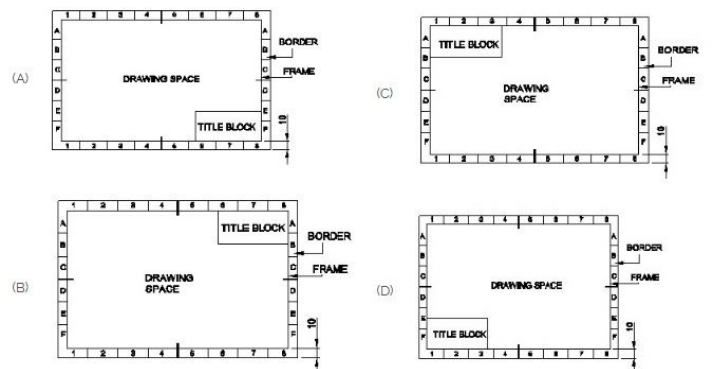 (A)
1 2 3 4 5 6 7 8
A A
B B
C C
D D
E E
F F
DRAWING SPACE
TITLE BLOCK
1 2 3 4 5 6 7 8
BORDER
FRAME
10
(C)
1 2 3 4 5 6 7 8
A A
B B
C C
D D
E E
F F
TITLE BLOCK
DRAWING
SPACE
1 2 3 4 5 6 7 8
BORDER
FRAME
10
(B)
1 2 3 4 5 6 7 8
A A
B B
C C
D D
E E
F F
TITLE BLOCK
DRAWING
SPACE
1 2 3 4 5 6 7 8
BORDER
FRAME
10
(D)
1 2 3 4 5 6 7 8
A A
B B
C C
D D
E E
F F
DRAWING SPACE
TITLE BLOCK
1 2 3 4 5 6 7 8
BORDER
FRAME
10